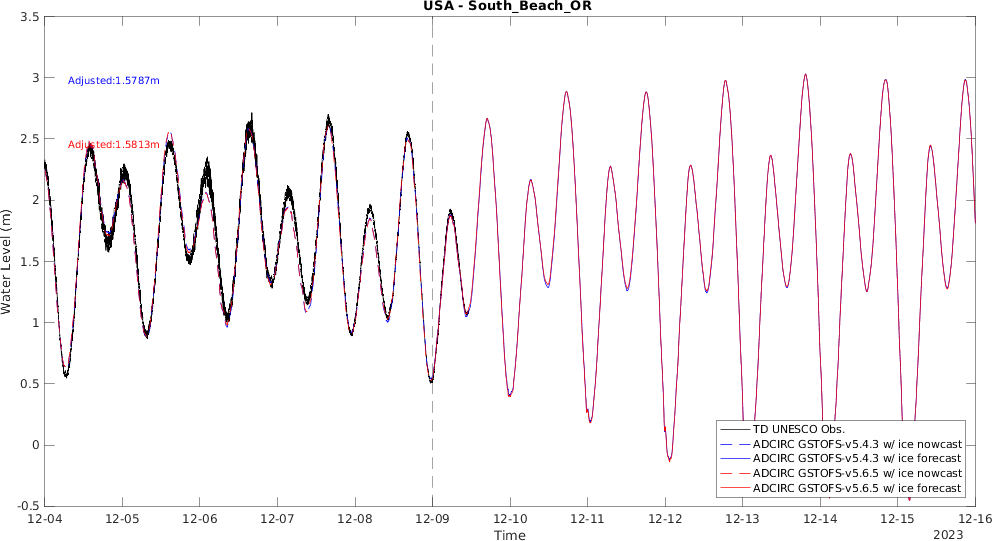 USA - South_Beach_OR
3.5
3
2.5
2
1.5
1
0.5
0
-0.5
Water Level (m)
Adjusted:1.5787m
Adjusted:1.5813m
TD UNESCO Obs.
ADCIRC GSTOFS-v5.4.3 w/ ice nowcast
ADCIRC GSTOFS-v5.4.3 w/ ice forecast
ADCIRC GSTOFS-v5.6.5 w/ ice nowcast
ADCIRC GSTOFS-v5.6.5 w/ ice forecast
12-04 12-05 12-06 12-07 12-08 12-09 12-10 12-11 12-12 12-13 12-14 12-15 12-16
Time
2023